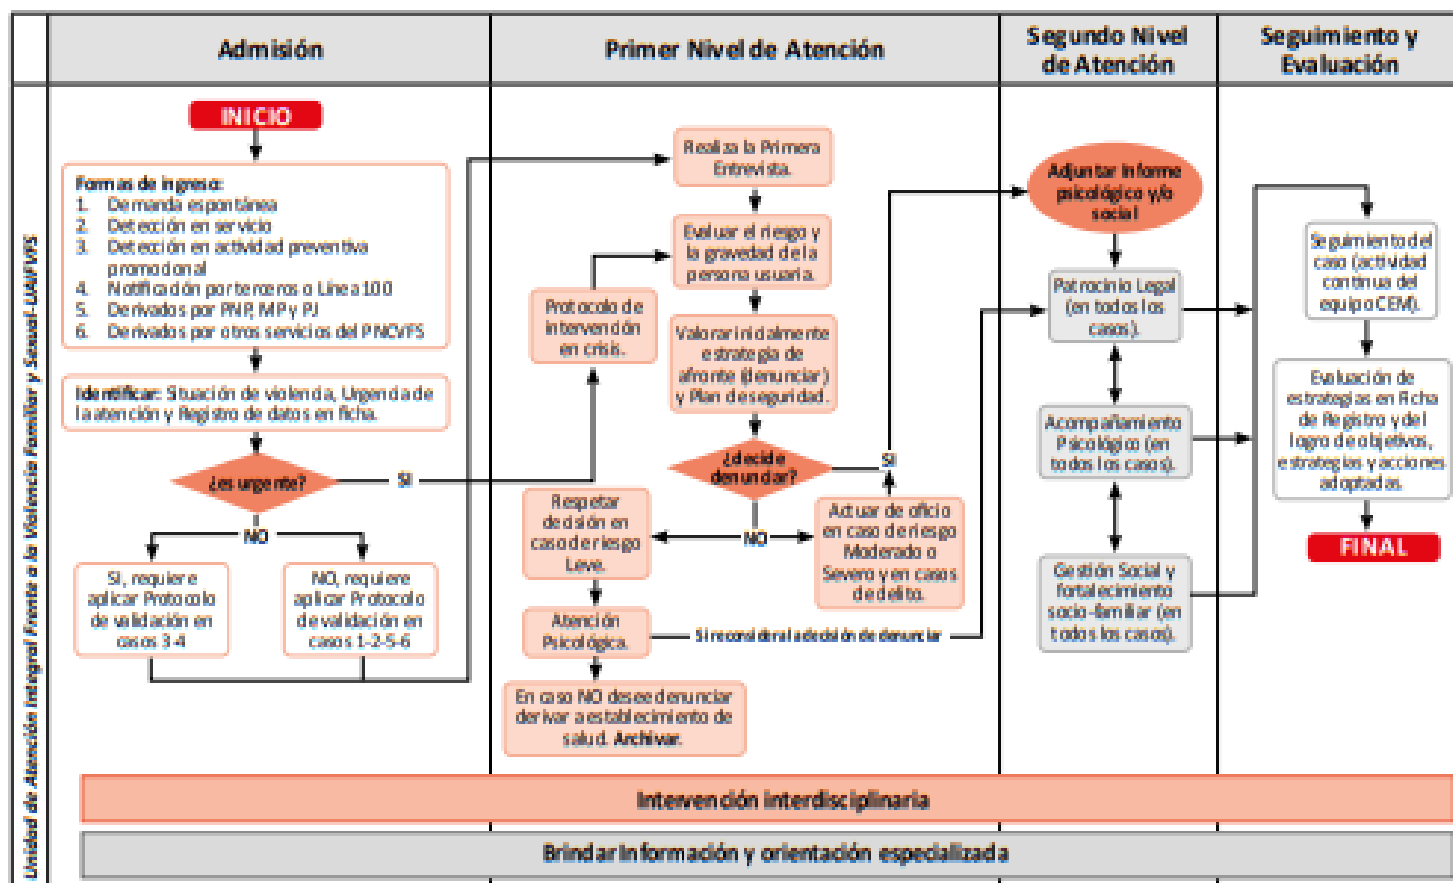 Unidad de Atención Integral Frente a la Violencia Familiar y Sexual-UAIFVFS
Admisión
Primer Nivel de Atención
Segundo Nivel
de Atención
Seguimiento y
Evaluación
INICIO
Formas de ingreso:
1. Demanda espontánea
2. Detección en servicio
3. Detección en actividad preventiva
promocional
4. Notificación por terceros o Línea 100
5. Derivados por PNP, MP y PJ
6. Derivados por otros servicios del PNCVFS
Identificar: Situación de violencia, Urgencia de
la atención y Registro de datos en ficha.
¿es urgente?
SI
NO
SI, requiere
aplicar Protocolo
de validación en
casos 3-4
NO, requiere
aplicar Protocolo
de validación en
casos 1-2-5-6
Realiza la Primera
Entrevista.
Evaluar el riesgo y
la gravedad de la
persona usuaria.
Protocolo de
intervención
en crisis.
Valorar inicialmente
estrategia de
afronte (denunciar)
y Plan de seguridad.
¿decide
denunciar?
SI
NO
Respetar
decisión en
caso de riesgo
Leve.
Actuar de oficio
en caso de riesgo
Moderado o
Severo y en casos
de delito.
Atención
Psicológica.
Si reconsidera la decisión de denunciar
En caso NO desee denunciar
derivar a establecimiento de
salud. Archivar.
Adjuntar Informe
psicológico y/o
social
Patrocinio Legal
(en todos los
casos).
Acompañamiento
Psicológico (en
todos los casos).
Gestión Social y
fortalecimiento
socio-familiar (en
todos los casos).
Seguimiento del
caso (actividad
continua del
equipo CEM).
Evaluación de
estrategias en Ficha
de Registro y del
logro de objetivos,
estrategias y acciones
adoptadas.
FINAL
Intervención interdisciplinaria
Brindar Información y orientación especializada